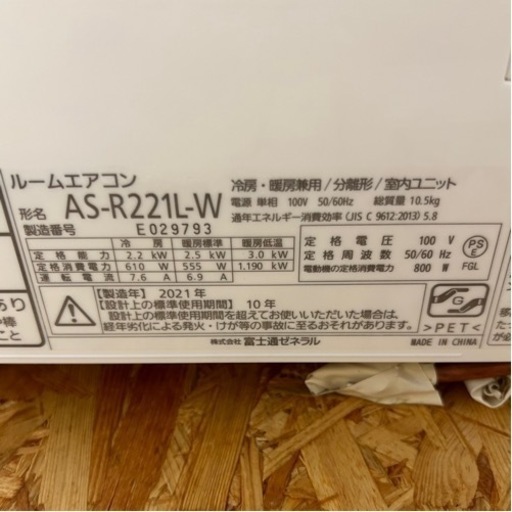 ルームエアコン
冷房・暖房兼用/分離形/室内ユニット
形名 AS-R221L-W
電源 単相 100V 50/60Hz 総質量 10.5kg
製造番号 E029793
通年エネルギー消費効率(JIS C 9612:2013) 5.8
冷房 暖房標準 暖房低温
定格能力 2.2 kW 2.5 kW 3.0 kW
定格消費電力 610 W 555 W 1,190 kW
運転電流 7.6 A 6.9 A
定格電圧 100 V
定格周波数 50/60 Hz
電動機の定格消費電力 800 W
PS E
FGL
【製造年】2021年
【設計上の標準使用期間】10年
設計上の標準使用期間を超えてお使いいただいた場合は、
経年劣化による発火・けが等の事故に至るおそれがあります。
G
>PET<
株式会社 富士通ゼネラル
MADE IN CHINA
あり
棒
こと